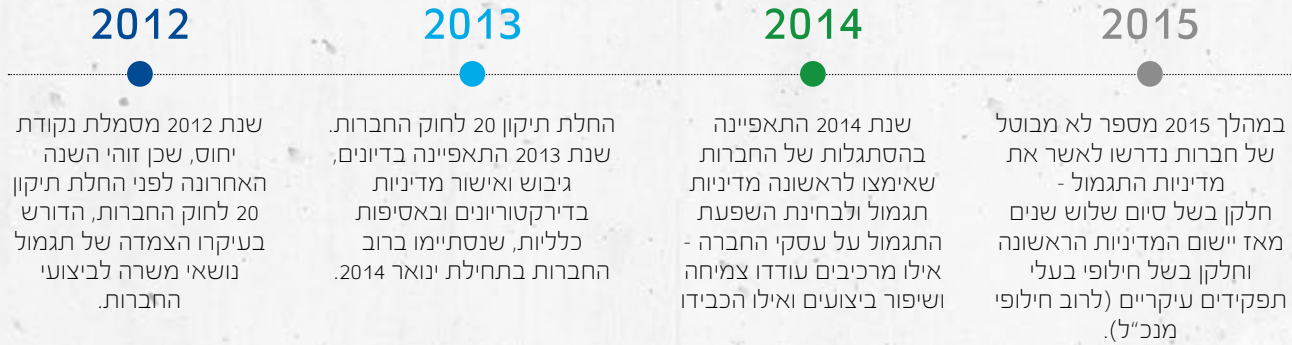 2012
שנת 2012 מסמלת נקודת
יחוס, שכן זוהי השנה
האחרונה לפני החלת תיקון
20 לחוק החברות, הדורש
בעיקרו הצמדה של תגמול
נושאי משרה לביצועי
החברות.
2013
החלת תיקון 20 לחוק החברות.
שנת 2013 התאפיינה בדיונים,
גיבוש ואישור מדיניות
בדירקטוריונים ובאסיפות
כלליות, שנסתיימו ברוב
החברות בתחילת ינואר 2014.
2014
שנת 2014 התאפיינה
בהסתגלות של החברות
שאימצו לראשונה מדיניות
תגמול ולבחינת השפעת
התגמול על עסקי החברה -
אילו מרכיבים עודדו צמיחה
ושיפור ביצועים ואילו הכבידו
2015
במהלך 2015 מספר לא מבוטל
של חברות נדרשו לאשר את
מדיניות התגמול -
חלקן בשל סיום שלוש שנים
מאז יישום המדיניות הראשונה
וחלקן בשל חילופי בעלי
תפקידים עיקריים (לרוב חילופי
מנכ"ל).